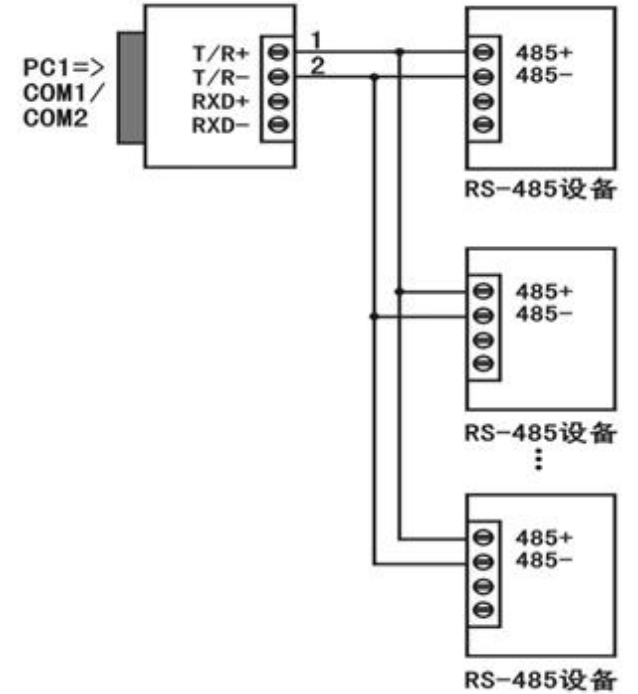 PC1=>
COM1/
COM2
T/R+
T/R-
RXD+
RXD-
1
2
485+
485-
RS-485设备
485+
485-
RS-485设备
485+
485-
RS-485设备